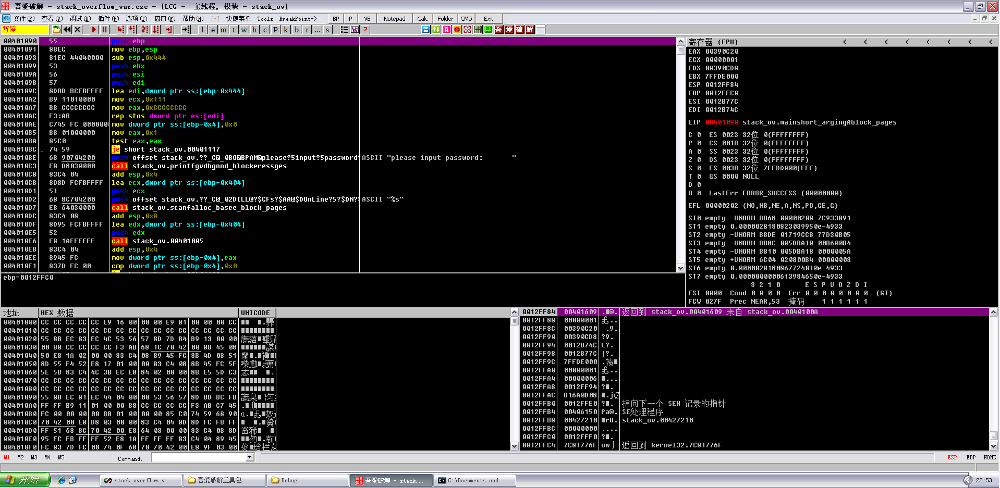 吾爱破解 - stack_overflow_var.exe - [LCG -  主线程, 模块 - stack_ov]
文件(F) 查看(V) 调试(D) 插件(P) 选项(T) 窗口(W) 帮助(H) [+] 快捷菜单 Tools BreakPoint-> BP P VB Notepad Calc Folder CMD Exit
暂停 l e m t w h c p k b r ... s ?
00401090 55 push ebp
00401091 8BEC mov ebp,esp
00401093 81EC 44040000 sub esp,0x444
00401099 53 push ebx
0040109A 56 push esi
0040109B 57 push edi
0040109C 8DBD BCFBFFFF lea edi,dword ptr ss:[ebp-0x444]
004010A2 B9 11010000 mov ecx,0x111
004010A7 B8 CCCCCCCC mov eax,0xCCCCCCCC
004010AC F3:AB rep stos dword ptr es:[edi]
004010AE C745 FC 0000000 mov dword ptr ss:[ebp-0x4],0x0
004010B5 B8 01000000 mov eax,0x1
004010BA 85C0 test eax,eax
004010BC 74 59 je short stack_ov.00401117
004010BE 68 90704200 push offset stack_ov.??_C@_0BO@BPAM@please?5input?5password? ASCII "please input password:       "
004010C3 E8 D8030000 call stack_ov.printfgvdbgnnd_blockeressges
004010C8 83C4 04 add esp,0x4
004010CB 8D8D FCFBFFFF lea ecx,dword ptr ss:[ebp-0x404]
004010D1 51 push ecx
004010D2 68 8C704200 push offset stack_ov.??_C@_02DILL@?$CFs?$AA@$DOnLine?5?$DN?$ ASCII "%s"
004010D7 E8 64030000 call stack_ov.scanfalloc_basee_block_pages
004010DC 83C4 08 add esp,0x8
004010DF 8D95 FCFBFFFF lea edx,dword ptr ss:[ebp-0x404]
004010E5 52 push edx
004010E6 E8 1AFFFFFF call stack_ov.00401005
004010EB 83C4 04 add esp,0x4
004010EE 8945 FC mov dword ptr ss:[ebp-0x4],eax
004010F1 837D FC 00 cmp dword ptr ss:[ebp-0x4],0x0
ebp=0012FFC0
寄存器 (FPU) < < < < < < < <
EAX 00390C20
ECX 00000001
EDX 00390CD8
EBX 7FFDE000
ESP 0012FF84
EBP 0012FFC0
ESI 0012B77C
EDI 0012B74C
EIP 00401090 stack_ov.mainshort_argingAblock_pages
C 0 ES 0023 32位 0(FFFFFFFF)
P 0 CS 001B 32位 0(FFFFFFFF)
A 0 SS 0023 32位 0(FFFFFFFF)
Z 0 DS 0023 32位 0(FFFFFFFF)
S 0 FS 003B 32位 7FFDD000(FFF)
T 0 GS 0000 NULL
D 0
O 0 LastErr ERROR_SUCCESS (00000000)
EFL 00000202 (NO,NB,NE,A,NS,PO,GE,G)
ST0 empty -UNORM BB68 00000208 7C933891
ST1 empty 0.0000028180823039950e-4933
ST2 empty -UNORM B8DE 01719CC8 77D30B05
ST3 empty -UNORM BB8C 005DBA18 00B600B4
ST4 empty -UNORM B810 005DBA18 0000005A
ST5 empty +UNORM 6C04 020800B4 00000003
ST6 empty 0.0000028180867724010e-4933
ST7 empty 0.0000000000613984650e-4933
3 2 1 0 E S P U O Z D I
FST 0000 Cond 0 0 0 0 Err 0 0 0 0 0 0 0 0 (GT)
FCW 027F Prec NEAR,53 掩码 1 1 1 1 1 1
地址 HEX 数据 UNICODE
00401000 CC CC CC CC CC E9 16 00 00 00 E9 81 00 00 00 CC
00401010 CC CC CC CC CC CC CC CC CC CC CC CC CC CC CC CC
00401020 55 8B EC 83 EC 4C 53 56 57 8D 7D B4 B9 13 00 00
00401030 00 B8 CC CC CC CC F3 AB 68 1C 70 42 00 8B 45 08
00401040 50 E8 1A 02 00 00 83 C4 08 89 45 FC 8B 4D 08 51
00401050 8D 55 F4 52 E8 17 01 00 00 83 C4 08 8B 45 FC 5F
00401060 5E 5B 83 C4 4C 3B EC E8 84 02 00 00 8B E5 5D C3
00401070 CC CC CC CC CC CC CC CC CC CC CC CC CC CC CC CC
00401080 CC CC CC CC CC CC CC CC CC CC CC CC CC CC CC CC
00401090 55 8B EC 81 EC 44 04 00 00 53 56 57 8D BD BC FB
004010A0 FF FF B9 11 01 00 00 B8 CC CC CC CC F3 AB C7 45
004010B0 FC 00 00 00 00 B8 01 00 00 00 85 C0 74 59 68 90
004010C0 70 42 00 E8 D8 03 00 00 83 C4 04 8D 8D FC FB FF
004010D0 FF 51 68 8C 70 42 00 E8 64 03 00 00 83 C4 08 8D
004010E0 95 FC FB FF FF 52 E8 1A FF FF FF 83 C4 04 89 45
004010F0 FC 83 7D FC 00 74 0F 68 70 70 42 00 E8 9F 03 00
0012FF84 00401609 返回到 stack_ov.00401609 来自 stack_ov.0040100A
0012FF88 00000001
0012FF8C 00390C20 .9.
0012FF90 00390CD8 ?9.
0012FF94 0012B74C L?.
0012FF98 0012B77C |?.
0012FF9C 7FFDE000
0012FFA0 00000001
0012FFA4 00000006
0012FFA8 0012FF94
0012FFAC B16A0D08
0012FFB0 0012FFE0 指向下一个 SEH 记录的指针
0012FFB4 00406150 Pa@. SE处理程序
0012FFB8 00427210 stack_ov.00427210
0012FFBC 00000000 ....
0012FFC0 0012FFF0
0012FFC4 7C81776F 返回到 kernel32.7C81776F
M1 M2 M3 M4 M5 Command: ESP EBP NONE
开始 stack_overflow_v... 吾爱破解工具包 Debug 吾爱破解 - stack... C:\Documents and... 22:53